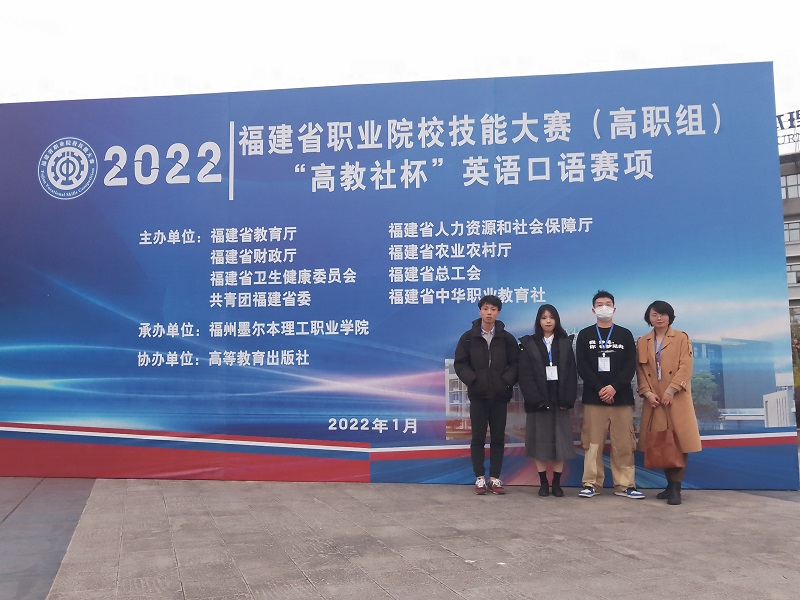 2022
福建省职业院校技能大赛（高职组）
“高教社杯”英语口语赛项
主办单位：福建省教育厅 福建省人力资源和社会保障厅
福建省财政厅 福建省农业农村厅
福建省卫生健康委员会 福建省总工会
共青团福建省委 福建省中华职业教育社
承办单位：福州墨尔本理工职业学院
协办单位：高等教育出版社
2022年1月